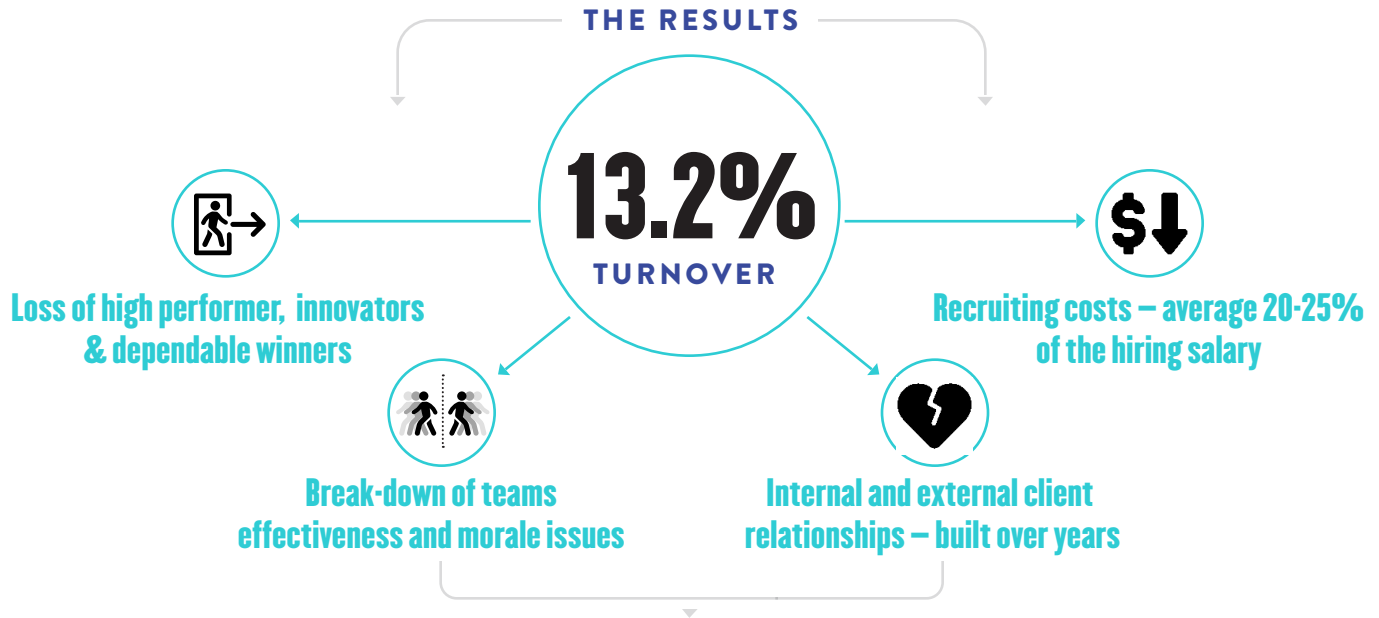 THE RESULTS
13.2%
TURNOVER
Loss of high performer, innovators
& dependable winners
Recruiting costs – average 20-25%
of the hiring salary
Break-down of teams
effectiveness and morale issues
Internal and external client
relationships – built over years